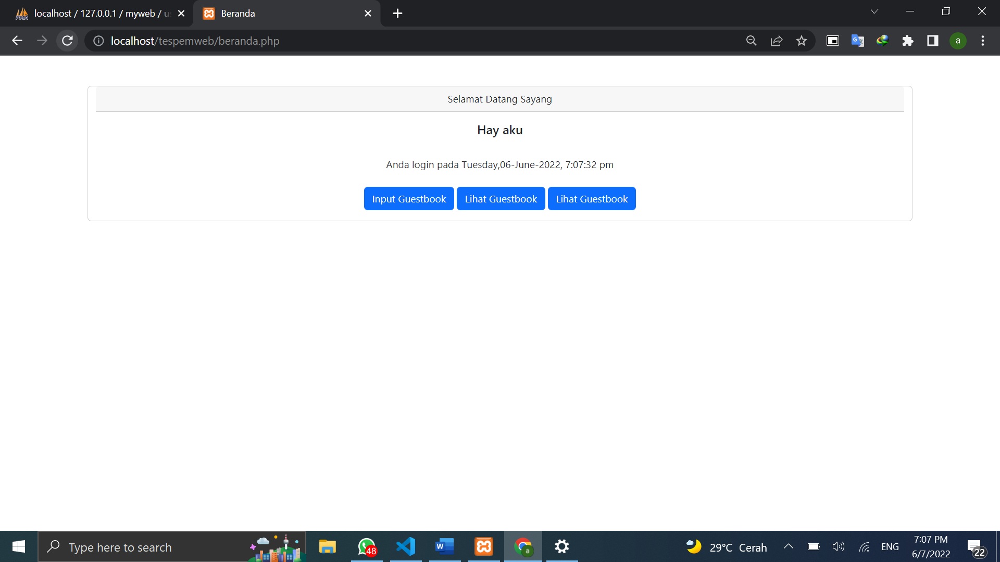 localhost / 127.0.0.1 / myweb / us
Beranda
localhost/tespemweb/beranda.php
a
Selamat Datang Sayang
Hay aku
Anda login pada Tuesday,06-June-2022, 7:07:32 pm
Input Guestbook Lihat Guestbook Lihat Guestbook
Type here to search
48
a
29°C Cerah
ENG
7:07 PM
6/7/2022
22